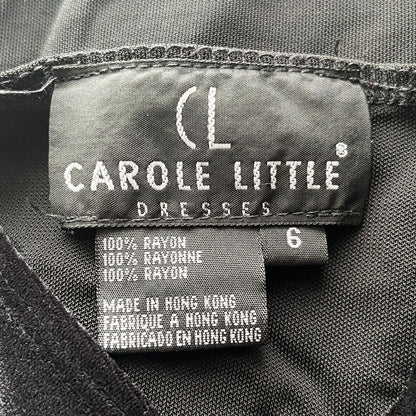 CL
CAROLE LITTLE®
DRESSES
6
100% RAYON
100% RAYONNE
100% RAYON
MADE IN HONG KONG
FABRIQUE A HONG KONG
FABRICADO EN HONG KONG